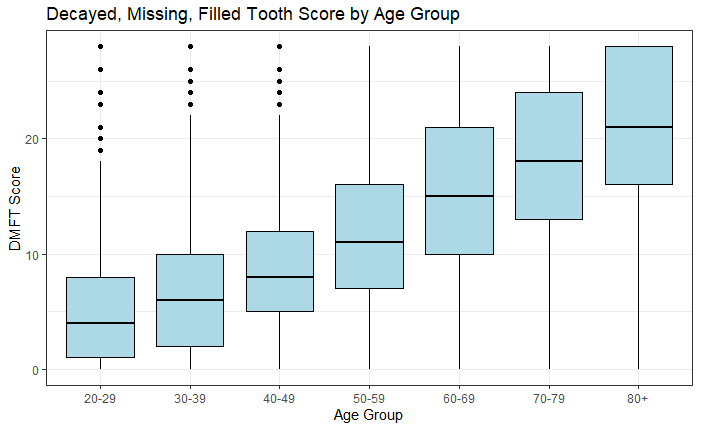 Decayed, Missing, Filled Tooth Score by Age Group
DMFT Score
20
10
0
20-29 30-39 40-49 50-59 60-69 70-79 80+
Age Group